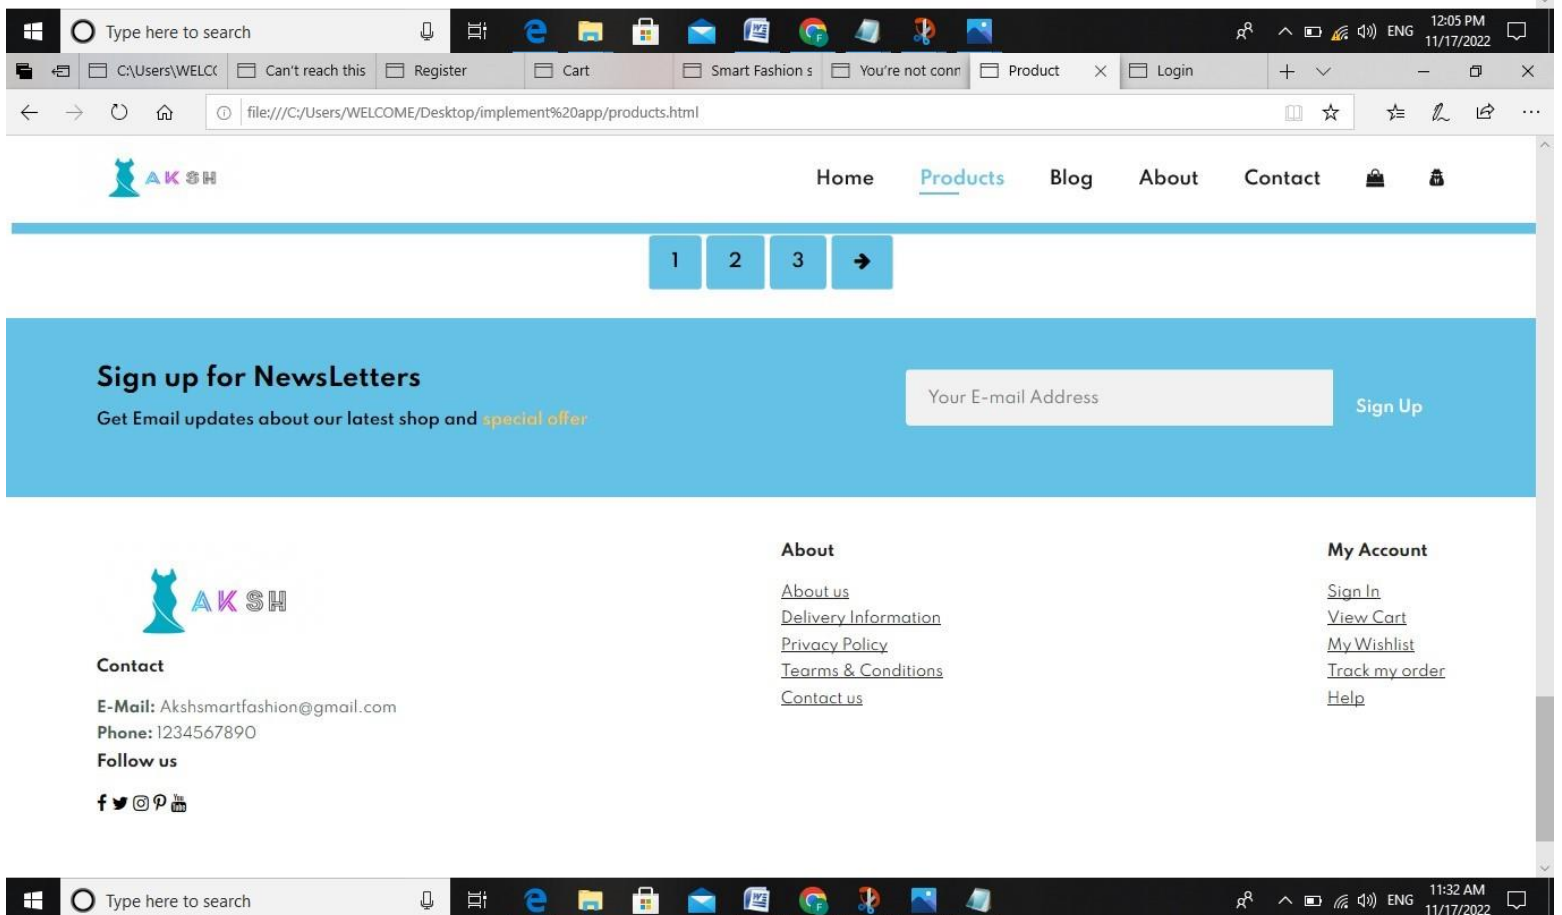 Type here to search
ENG
12:05 PM
11/17/2022
C:\Users\WELC
Can't reach this
Register
Cart
Smart Fashion s
You're not conn
Product
Login
file:///C:/Users/WELCOME/Desktop/implement%20app/products.html
AKSH
Home Products Blog About Contact
1 2 3
Sign up for NewsLetters
Get Email updates about our latest shop and special offer
Your E-mail Address
Sign Up
AKSH
Contact
E-Mail: Akshsmartfashion@gmail.com
Phone: 1234567890
Follow us
About
About us
Delivery Information
Privacy Policy
Tearms & Conditions
Contact us
My Account
Sign In
View Cart
My Wishlist
Track my order
Help
Type here to search
ENG
11:32 AM
11/17/2022